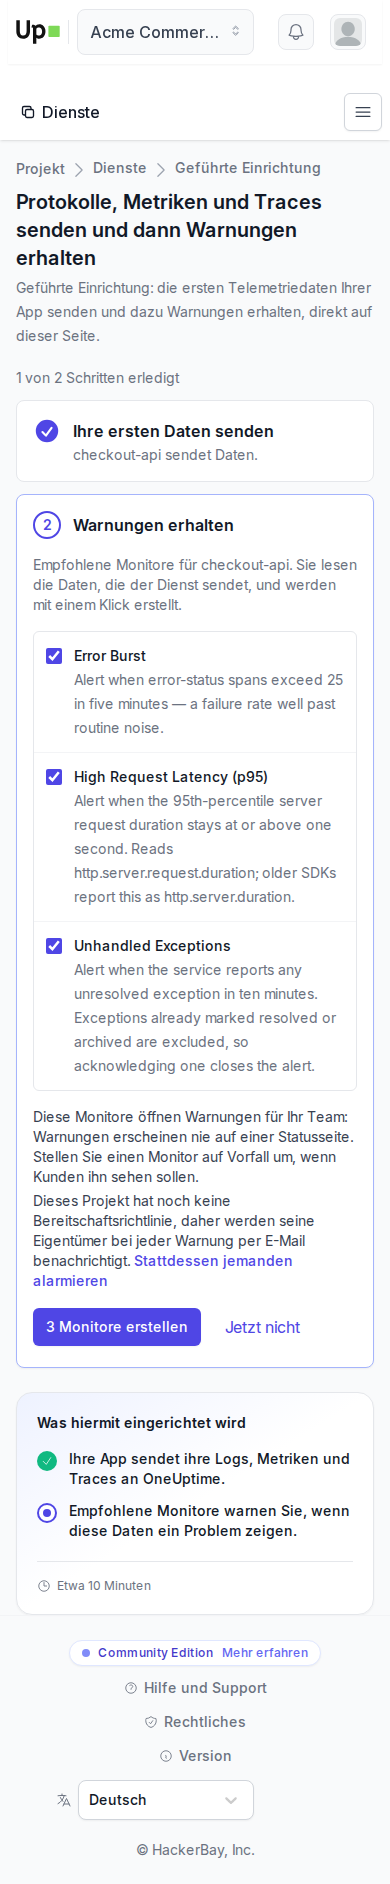 Up
Acme Commer…
Dienste
Projekt
Dienste
Geführte Einrichtung
Protokolle, Metriken und Traces
senden und dann Warnungen
erhalten
Geführte Einrichtung: die ersten Telemetriedaten Ihrer
App senden und dazu Warnungen erhalten, direkt auf
dieser Seite.
1 von 2 Schritten erledigt
Ihre ersten Daten senden
checkout-api sendet Daten.
2
Warnungen erhalten
Empfohlene Monitore für checkout-api. Sie lesen
die Daten, die der Dienst sendet, und werden
mit einem Klick erstellt.
Error Burst
Alert when error-status spans exceed 25
in five minutes — a failure rate well past
routine noise.
High Request Latency (p95)
Alert when the 95th-percentile server
request duration stays at or above one
second. Reads
http.server.request.duration; older SDKs
report this as http.server.duration.
Unhandled Exceptions
Alert when the service reports any
unresolved exception in ten minutes.
Exceptions already marked resolved or
archived are excluded, so
acknowledging one closes the alert.
Diese Monitore öffnen Warnungen für Ihr Team:
Warnungen erscheinen nie auf einer Statusseite.
Stellen Sie einen Monitor auf Vorfall um, wenn
Kunden ihn sehen sollen.
Dieses Projekt hat noch keine
Bereitschaftsrichtlinie, daher werden seine
Eigentümer bei jeder Warnung per E-Mail
benachrichtigt. Stattdessen jemanden
alarmieren
3 Monitore erstellen
Jetzt nicht
Was hiermit eingerichtet wird
Ihre App sendet ihre Logs, Metriken und
Traces an OneUptime.
Empfohlene Monitore warnen Sie, wenn
diese Daten ein Problem zeigen.
Etwa 10 Minuten
Community Edition Mehr erfahren
Hilfe und Support
Rechtliches
Version
Deutsch
© HackerBay, Inc.